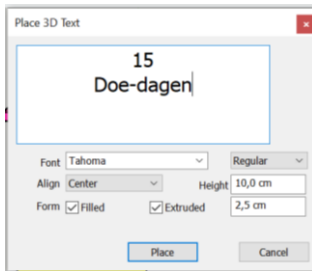 Place 3D Text
15
Doe-dagen
Font Tahoma Regular
Align Center Height 10,0 cm
Form Filled Extruded 2,5 cm
Place Cancel